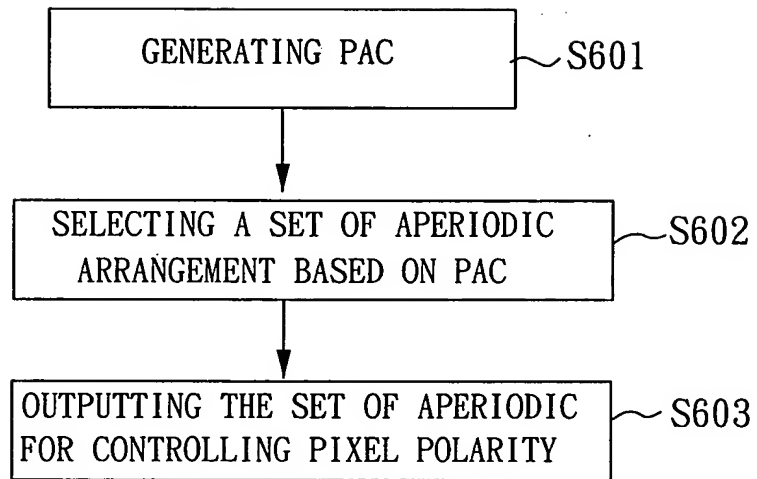 GENERATING PAC
S601
SELECTING A SET OF APERIODIC
ARRANGEMENT BASED ON PAC
S602
OUTPUTTING THE SET OF APERIODIC
FOR CONTROLLING PIXEL POLARITY
S603